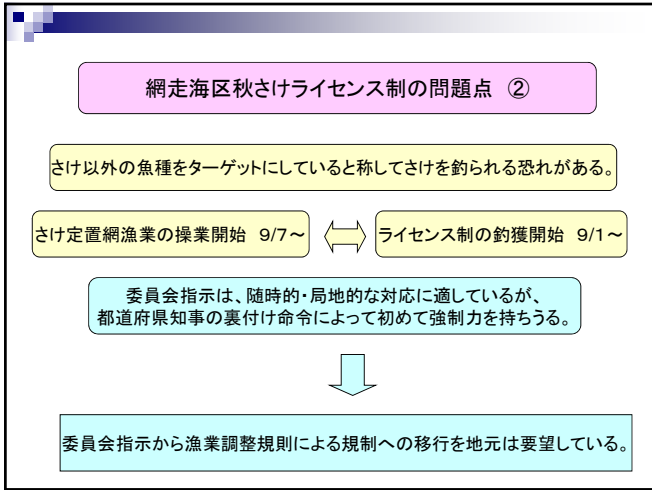 網走海区秋さけライセンス制の問題点　②
さけ以外の魚種をターゲットにしていると称してさけを釣られる恐れがある。
さけ定置網漁業の操業開始　9/7～
ライセンス制の釣獲開始　9/1～
委員会指示は、随時的・局地的な対応に適しているが、
都道府県知事の裏付け命令によって初めて強制力を持ちうる。
委員会指示から漁業調整規則による規制への移行を地元は要望している。